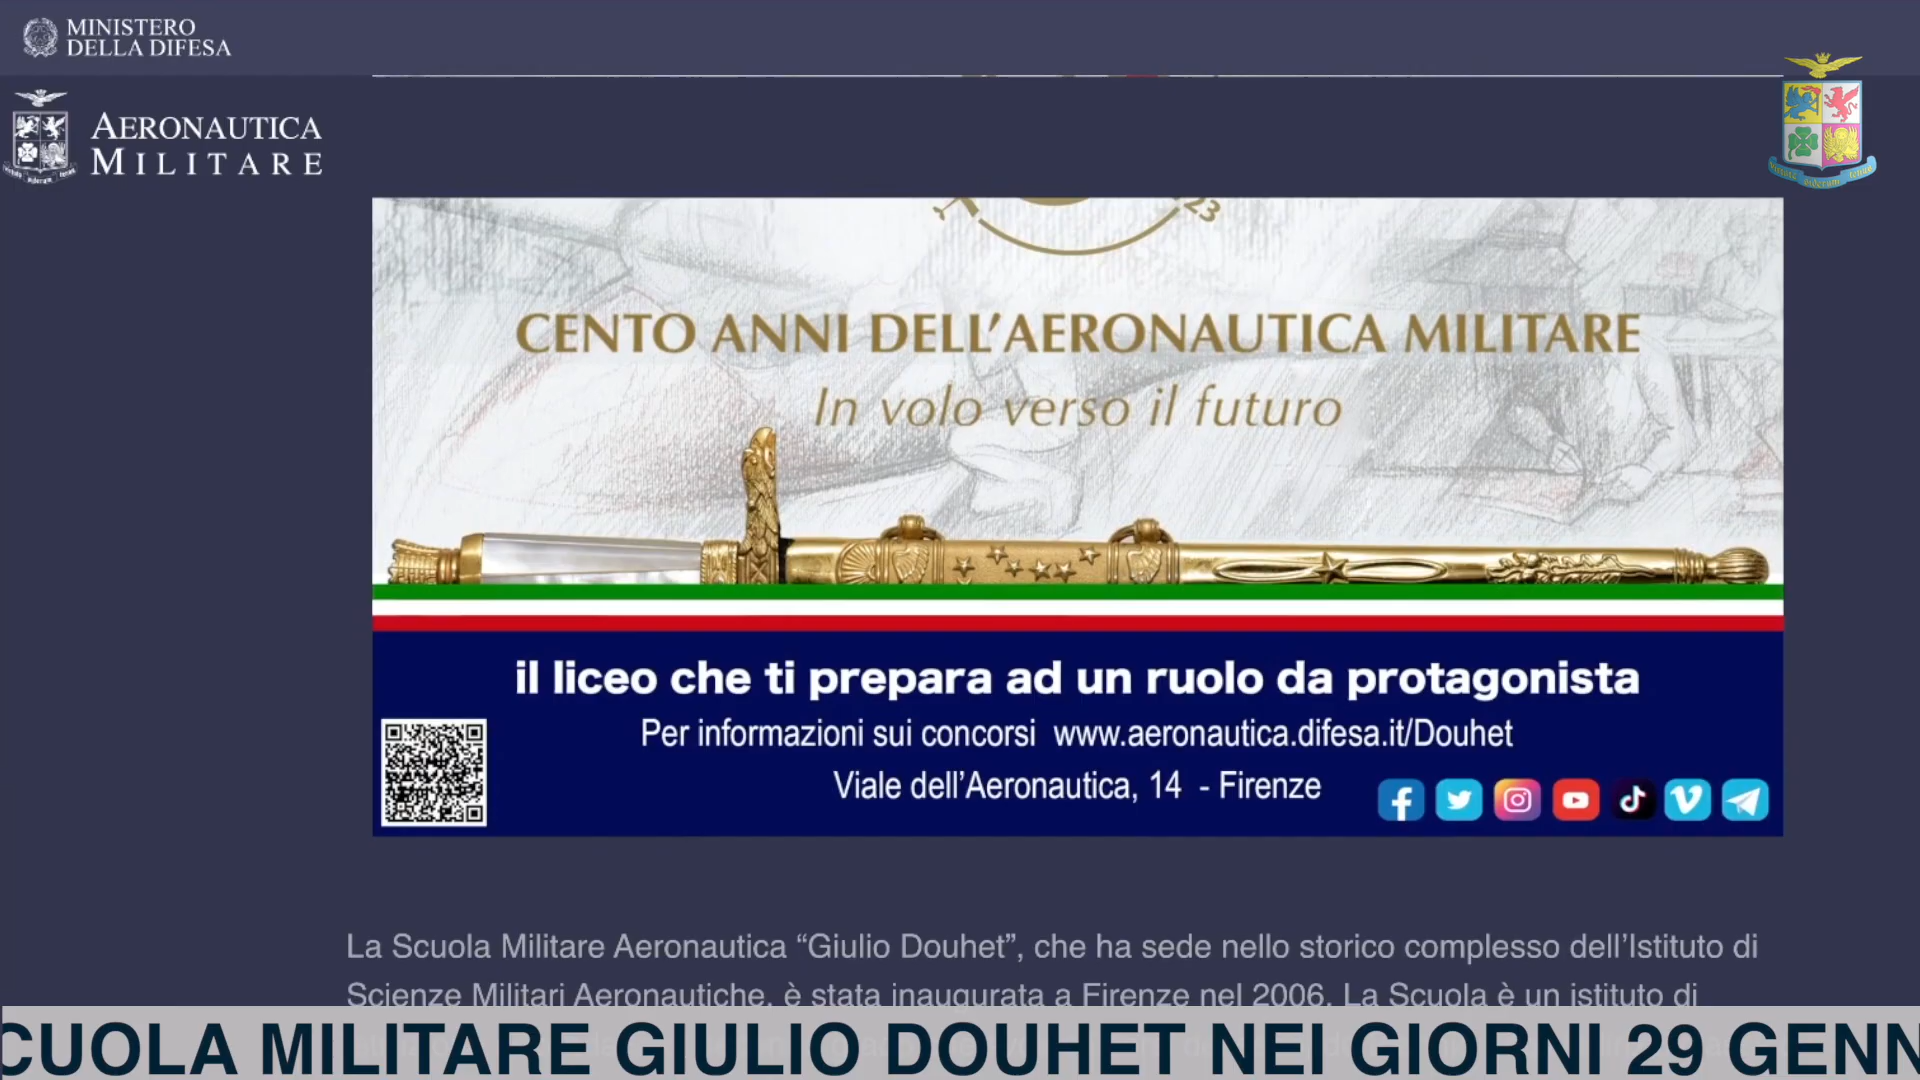 MINISTERO
DELLA DIFESA
AERONAUTICA
MILITARE
23
CENTO ANNI DELL’AERONAUTICA MILITARE
In volo verso il futuro
il liceo che ti prepara ad un ruolo da protagonista
Per informazioni sui concorsi www.aeronautica.difesa.it/Douhet
Viale dell’Aeronautica, 14 - Firenze
La Scuola Militare Aeronautica “Giulio Douhet”, che ha sede nello storico complesso dell’Istituto di
Scienze Militari Aeronautiche, è stata inaugurata a Firenze nel 2006. La Scuola è un istituto di
CUOLA MILITARE GIULIO DOUHET NEI GIORNI 29 GENN